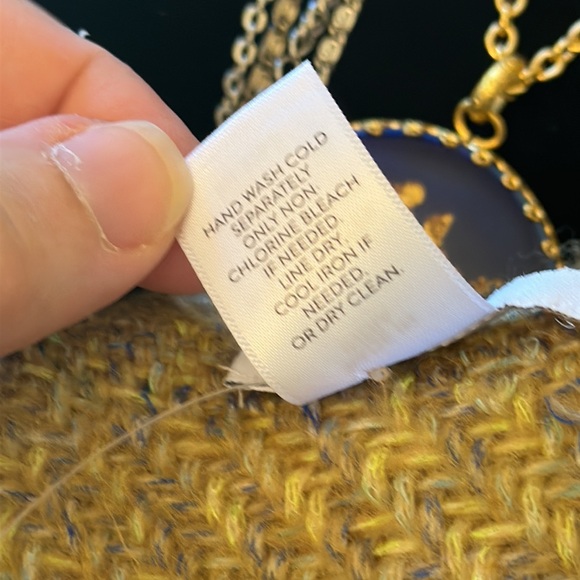 HAND WASH COLD
SEPARATELY
ONLY NON-
CHLORINE BLEACH
IF NEEDED.
LINE DRY.
COOL IRON IF
NEEDED.
OR DRY CLEAN.